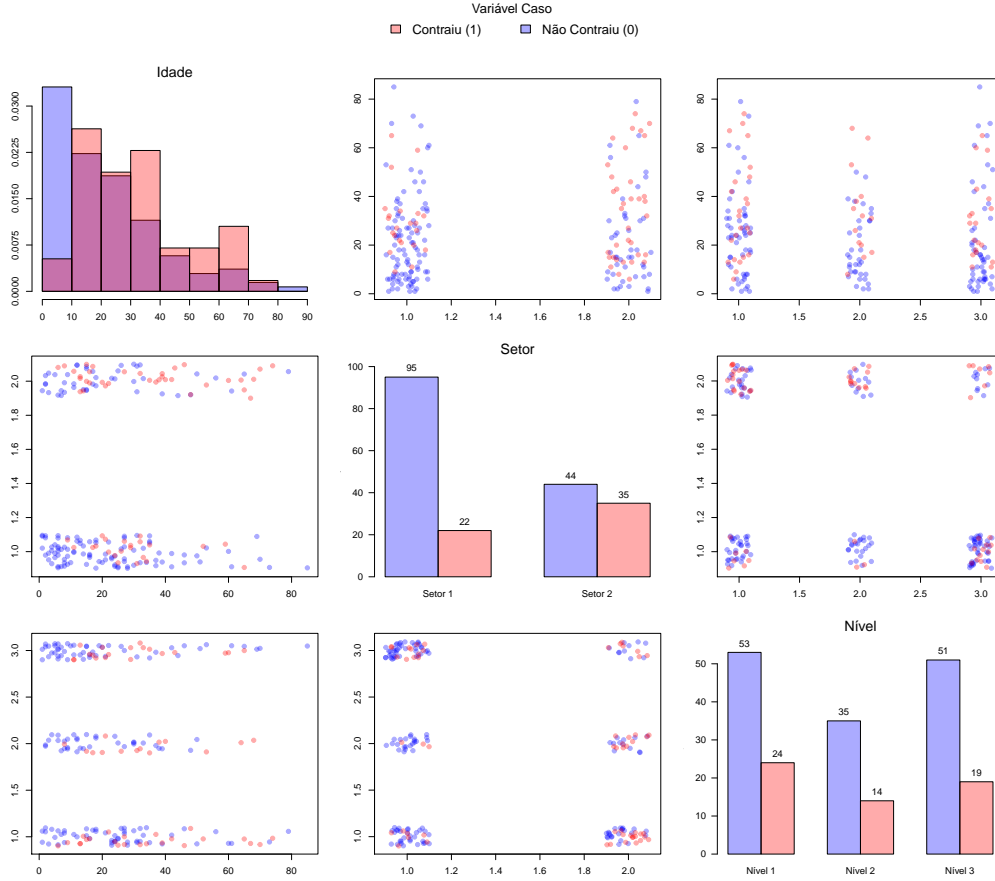 Variável Caso
Contraiu (1) Não Contraiu (0)
Idade
0.0000 0.0075 0.0150 0.0225 0.0300
0 10 20 30 40 50 60 70 80 90
0 20 40 60 80
1.0 1.2 1.4 1.6 1.8 2.0
0 20 40 60 80
1.0 1.5 2.0 2.5 3.0
1.0 1.2 1.4 1.6 1.8 2.0
0 20 40 60 80
Setor
0 20 40 60 80 100
95
22
44
35
Setor 1 Setor 2
1.0 1.2 1.4 1.6 1.8 2.0
1.0 1.5 2.0 2.5 3.0
1.0 1.5 2.0 2.5 3.0
0 20 40 60 80
1.0 1.5 2.0 2.5 3.0
1.0 1.2 1.4 1.6 1.8 2.0
Nível
0 10 20 30 40 50
53
24
35
14
51
19
Nível 1 Nível 2 Nível 3